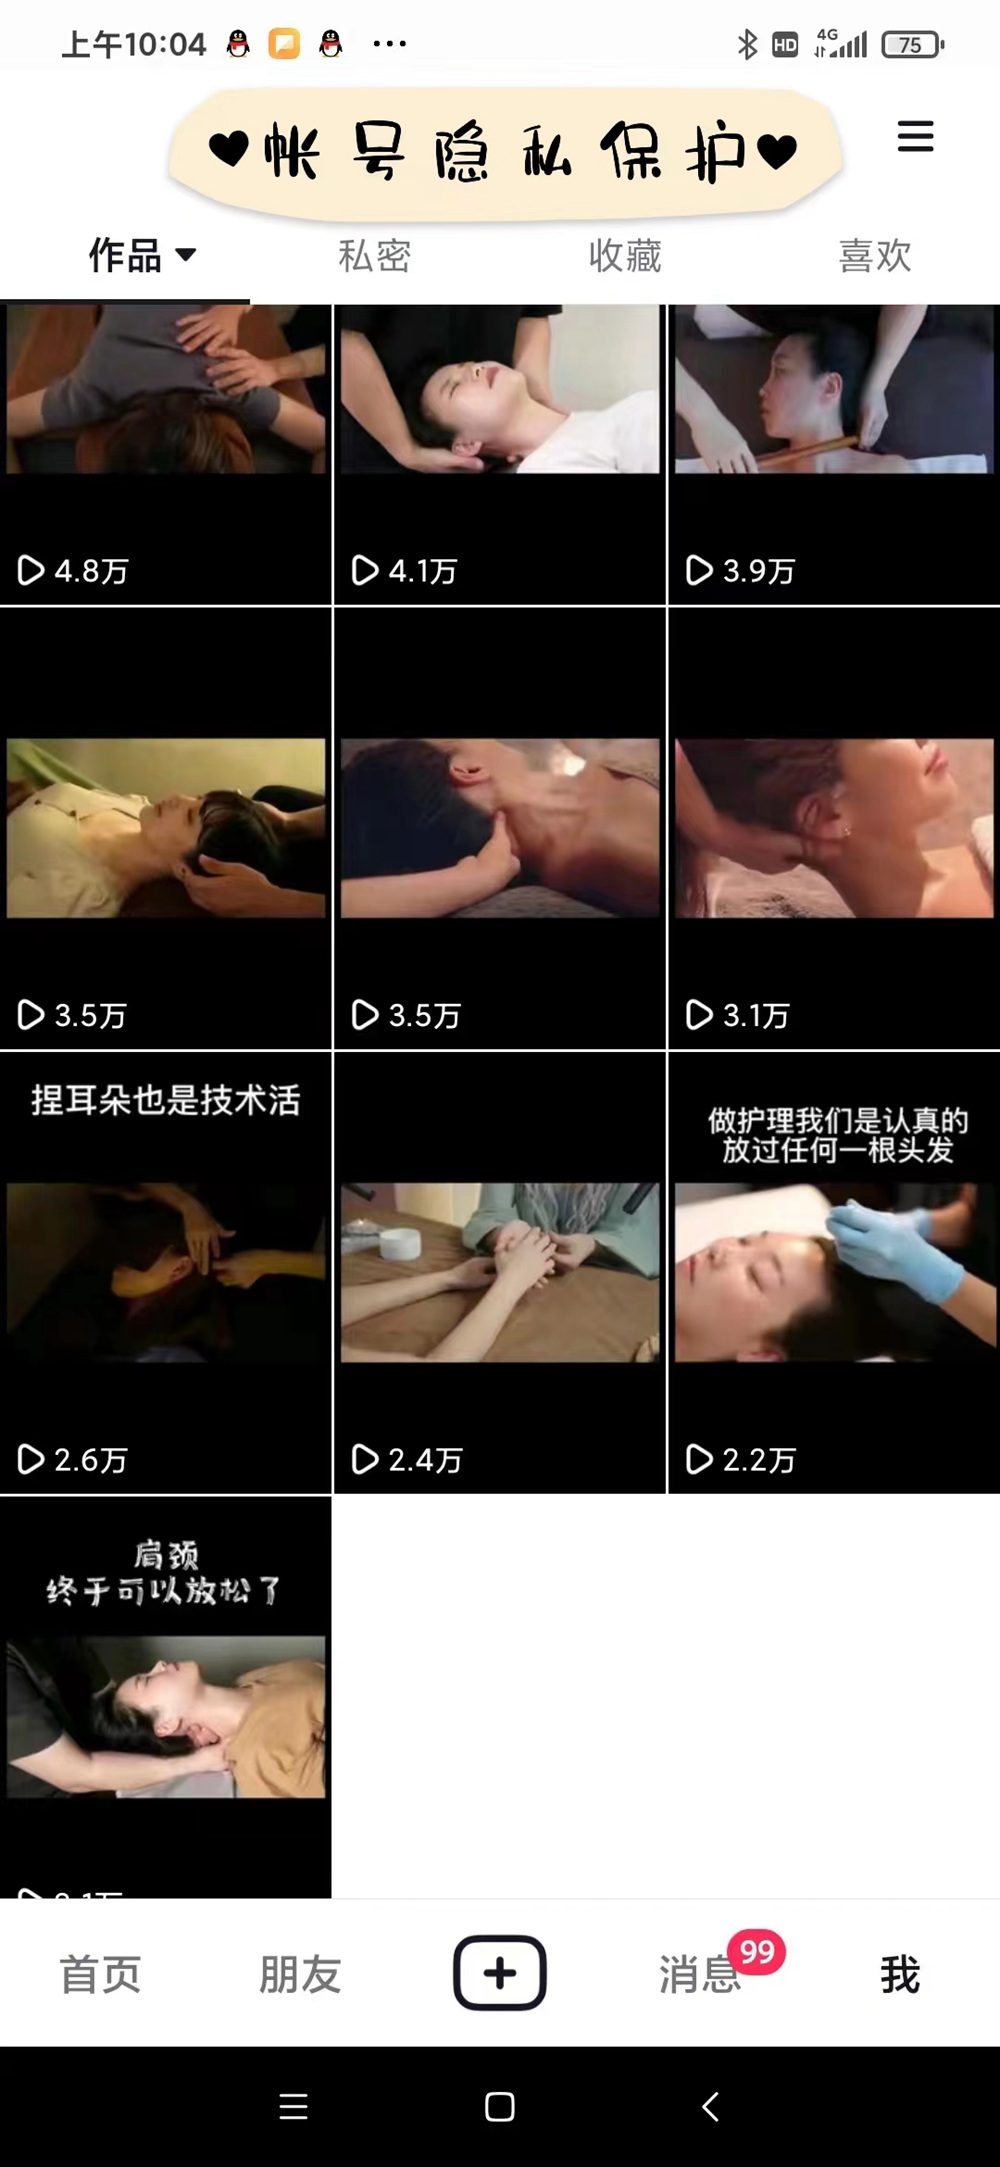 上午10:04
HD 4G 75
帐号隐私保护
作品 私密 收藏 喜欢
4.8万 4.1万 3.9万
3.5万 3.5万 3.1万
捏耳朵也是技术活
做护理我们是认真的
放过任何一根头发
2.6万 2.4万 2.2万
肩颈
终于可以放松了
首页 朋友 消息 99 我